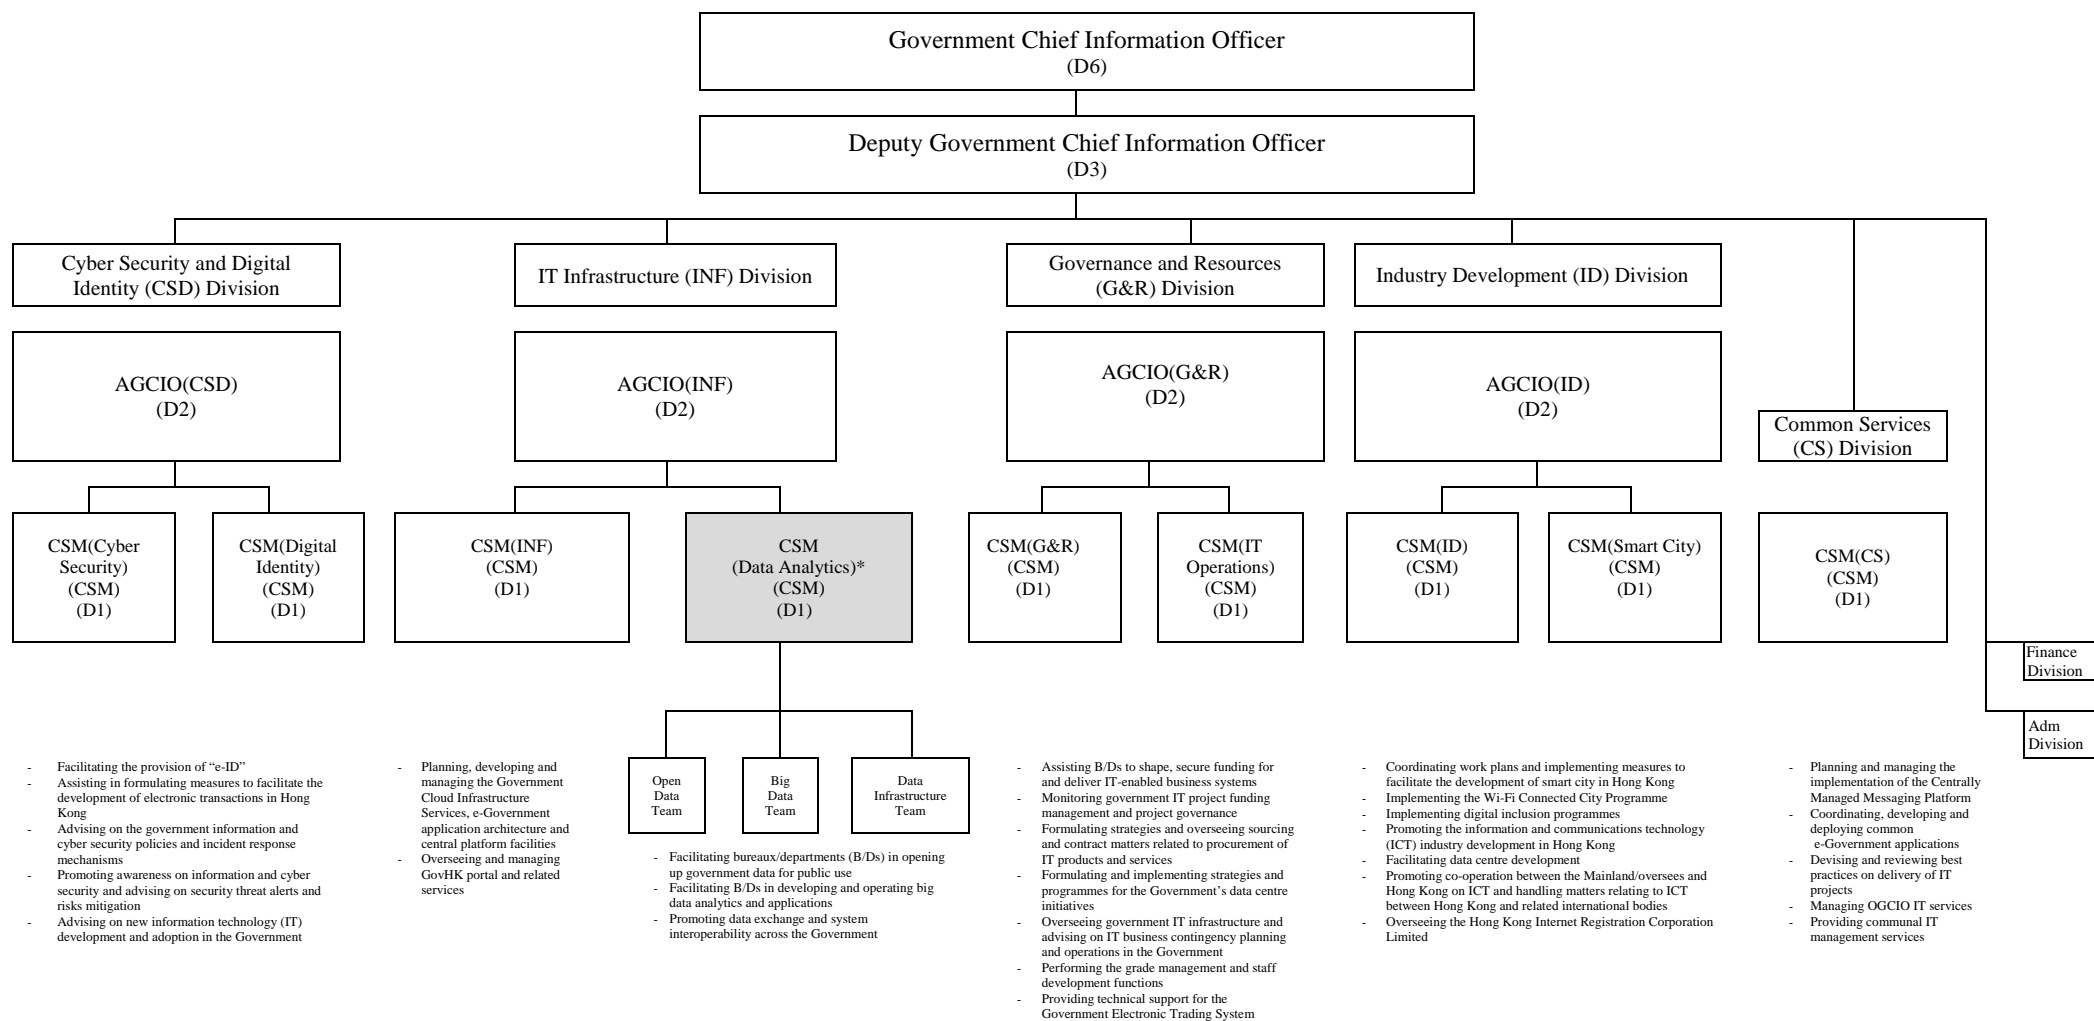 Government Chief Information Officer
(D6)
Deputy Government Chief Information Officer
(D3)
Cyber Security and Digital
Identity (CSD) Division
IT Infrastructure (INF) Division
Governance and Resources
(G&R) Division
Industry Development (ID) Division
AGCIO(CSD)
(D2)
AGCIO(INF)
(D2)
AGCIO(G&R)
(D2)
AGCIO(ID)
(D2)
Common Services
(CS) Division
CSM(Cyber
Security)
(CSM)
(D1)
CSM(Digital
Identity)
(CSM)
(D1)
CSM(INF)
(CSM)
(D1)
CSM
(Data Analytics)*
(CSM)
(D1)
CSM(G&R)
(CSM)
(D1)
CSM(IT
Operations)
(CSM)
(D1)
CSM(ID)
(CSM)
(D1)
CSM(Smart City)
(CSM)
(D1)
CSM(CS)
(CSM)
(D1)
Finance
Division
Adm
Division
- Facilitating the provision of “e-ID”
- Assisting in formulating measures to facilitate the
development of electronic transactions in Hong
Kong
- Advising on the government information and
cyber security policies and incident response
mechanisms
- Promoting awareness on information and cyber
security and advising on security threat alerts and
risks mitigation
- Advising on new information technology (IT)
development and adoption in the Government
- Planning, developing and
managing the Government
Cloud Infrastructure
Services, e-Government
application architecture and
central platform facilities
- Overseeing and managing
GovHK portal and related
services
Open
Data
Team
Big
Data
Team
Data
Infrastructure
Team
- Facilitating bureaux/departments (B/Ds) in opening
up government data for public use
- Facilitating B/Ds in developing and operating big
data analytics and applications
- Promoting data exchange and system
interoperability across the Government
- Assisting B/Ds to shape, secure funding for
and deliver IT-enabled business systems
- Monitoring government IT project funding
management and project governance
- Formulating strategies and overseeing sourcing
and contract matters related to procurement of
IT products and services
- Formulating and implementing strategies and
programmes for the Government’s data centre
initiatives
- Overseeing government IT infrastructure and
advising on IT business contingency planning
and operations in the Government
- Performing the grade management and staff
development functions
- Providing technical support for the
Government Electronic Trading System
- Coordinating work plans and implementing measures to
facilitate the development of smart city in Hong Kong
- Implementing the Wi-Fi Connected City Programme
- Implementing digital inclusion programmes
- Promoting the information and communications technology
(ICT) industry development in Hong Kong
- Facilitating data centre development
- Promoting co-operation between the Mainland/oversees and
Hong Kong on ICT and handling matters relating to ICT
between Hong Kong and related international bodies
- Overseeing the Hong Kong Internet Registration Corporation
Limited
- Planning and managing the
implementation of the Centrally
Managed Messaging Platform
- Coordinating, developing and
deploying common
e-Government applications
- Devising and reviewing best
practices on delivery of IT
projects
- Managing OGCIO IT services
- Providing communal IT
management services